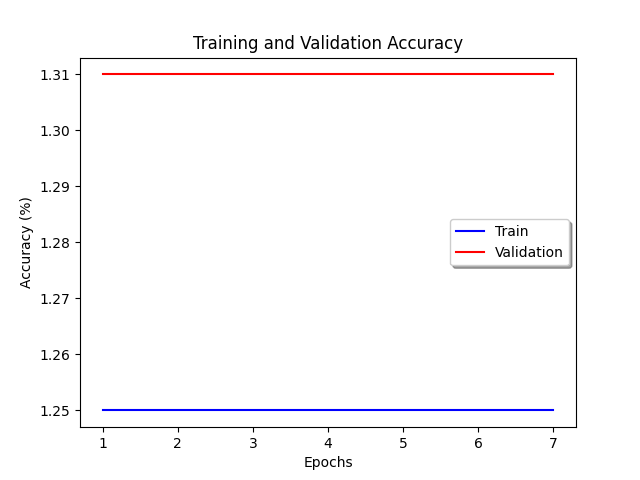 Training and Validation Accuracy
Accuracy (%)
1.31
1.30
1.29
1.28
1.27
1.26
1.25
Train
Validation
1 2 3 4 5 6 7
Epochs